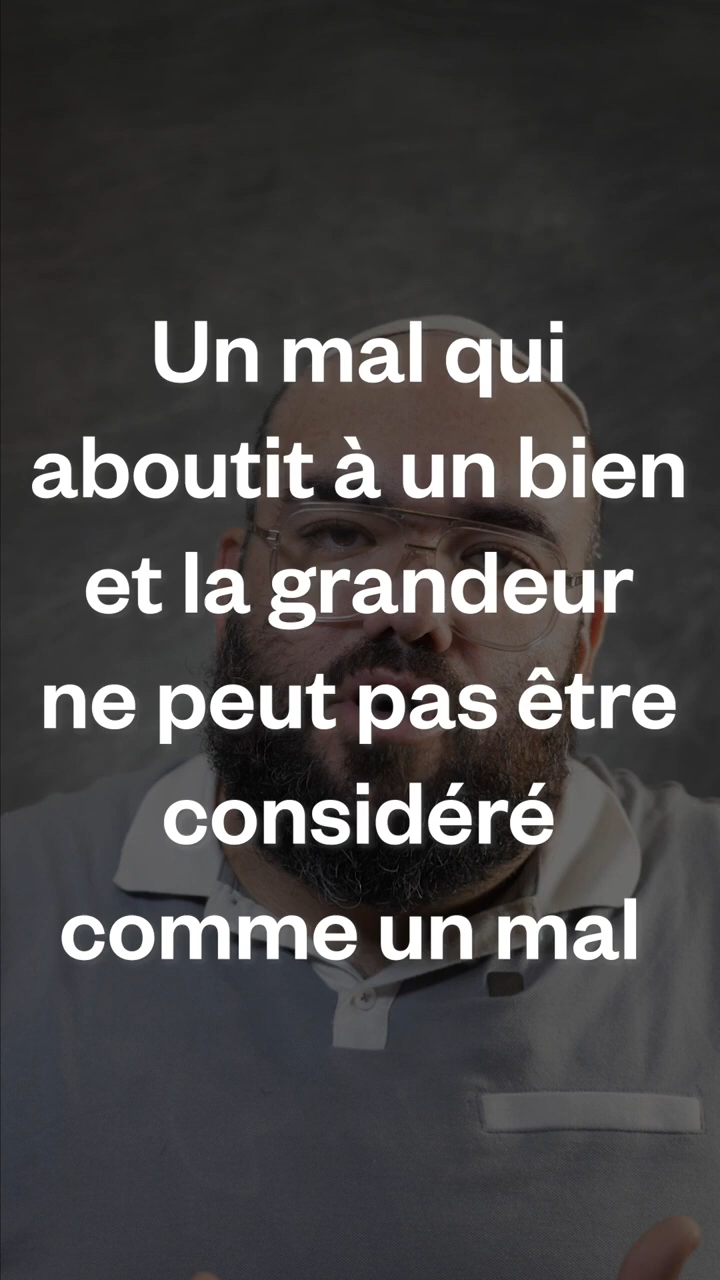 Un mal qui
aboutit à un bien
et la grandeur
ne peut pas être
considéré
comme un mal